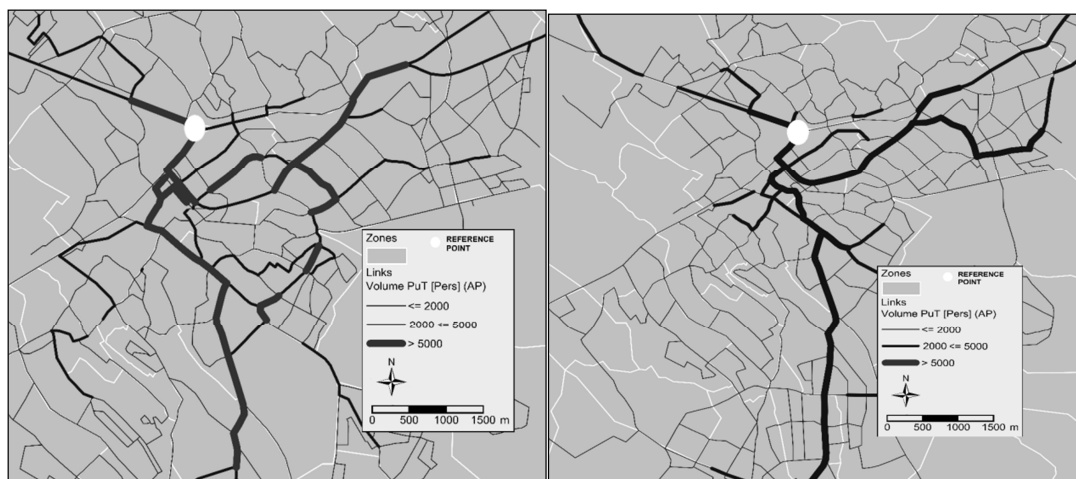 Zones
REFERENCE
POINT
Links
Volume PuT [Pers] (AP)
<= 2000
2000 <= 5000
> 5000
N
0 500 1000 1500 m
Zones
REFERENCE
POINT
Links
Volume PuT [Pers] (AP)
<= 2000
2000 <= 5000
> 5000
N
0 500 1000 1500 m